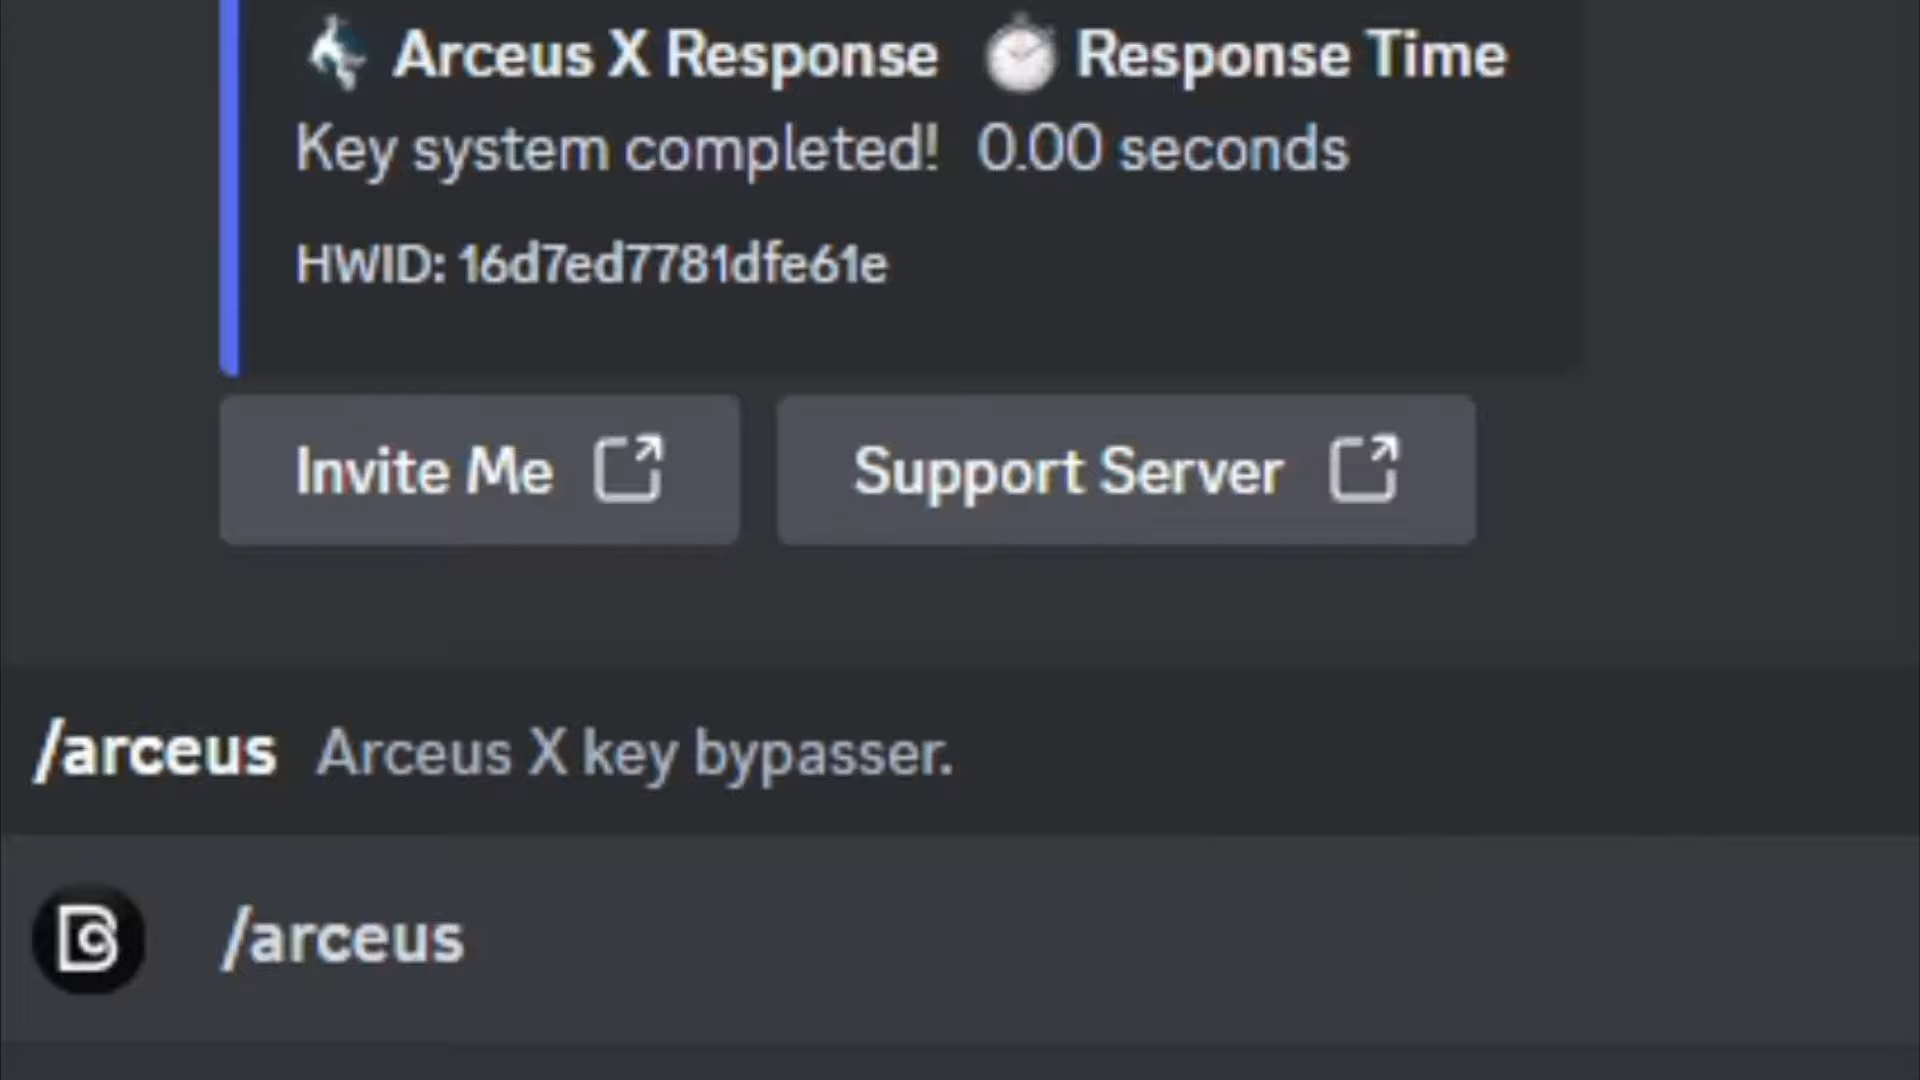 Arceus X Response Response Time
Key system completed! 0.00 seconds
HWID: 16d7ed7781dfe61e
Invite Me Support Server
/arceus Arceus X key bypasser.
/arceus